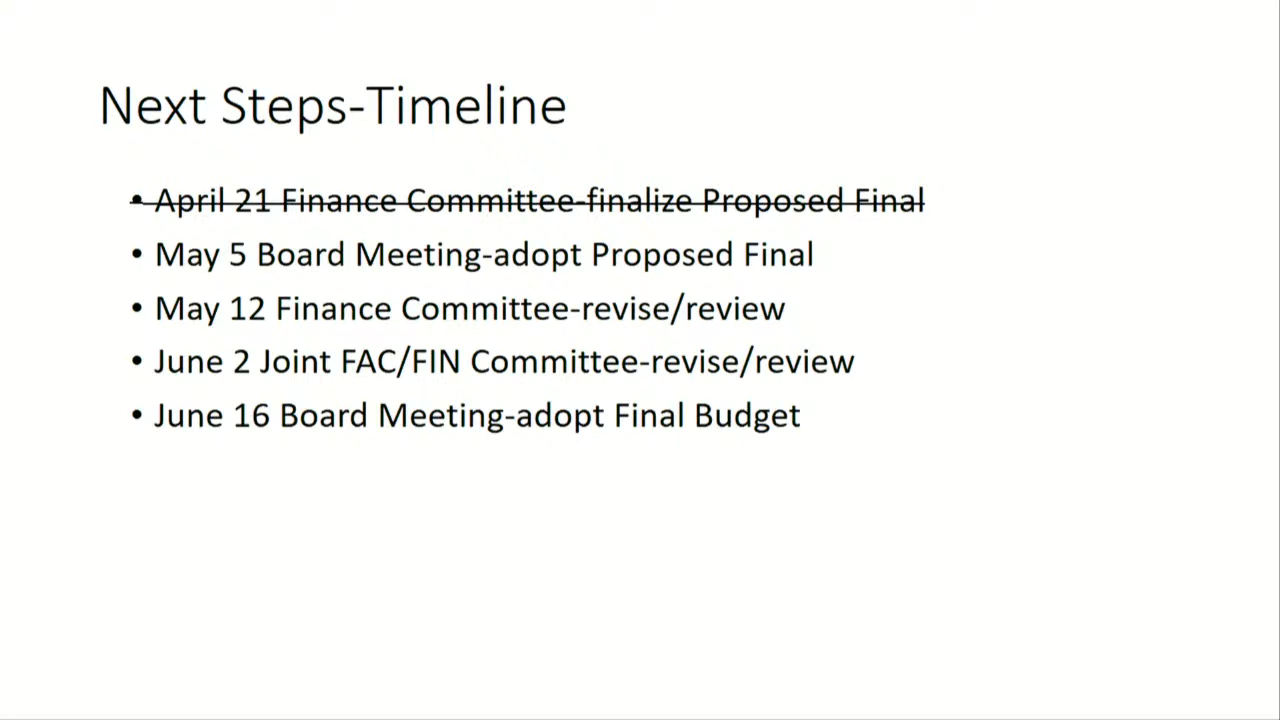 Next Steps-Timeline
• April 21 Finance Committee-finalize Proposed Final
• May 5 Board Meeting-adopt Proposed Final
• May 12 Finance Committee-revise/review
• June 2 Joint FAC/FIN Committee-revise/review
• June 16 Board Meeting-adopt Final Budget